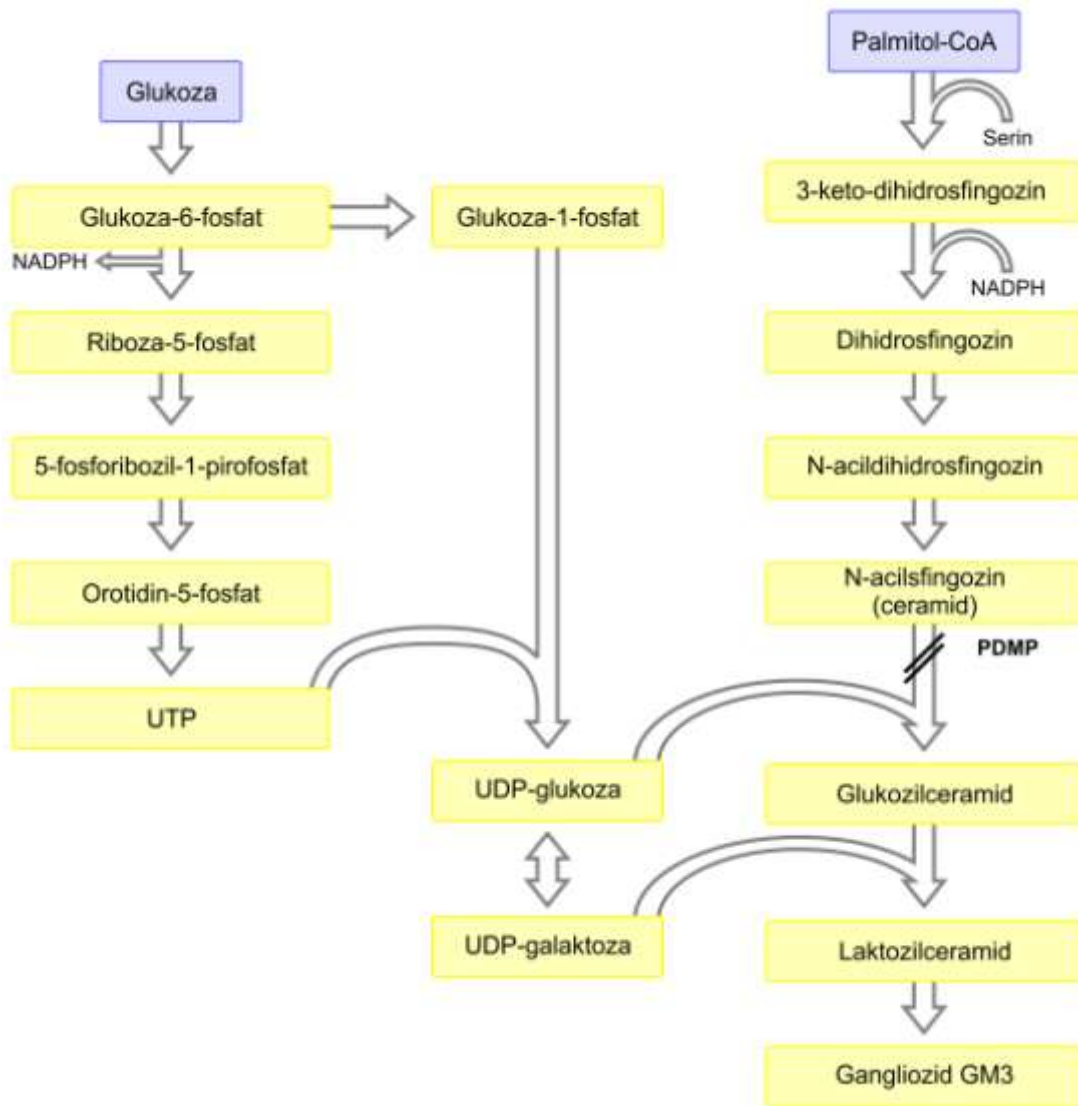 Palmitol-CoA
Glukoza
Serin
Glukoza-6-fosfat
Glukoza-1-fosfat
3-keto-dihidrosfingozin
NADPH
NADPH
Riboza-5-fosfat
Dihidrosfingozin
5-fosforibozil-1-pirofosfat
N-acildihidrosfingozin
Orotidin-5-fosfat
N-acilsfingozin
(ceramid)
PDMP
UTP
UDP-glukoza
Glukozilceramid
UDP-galaktoza
Laktozilceramid
Gangliozid GM3